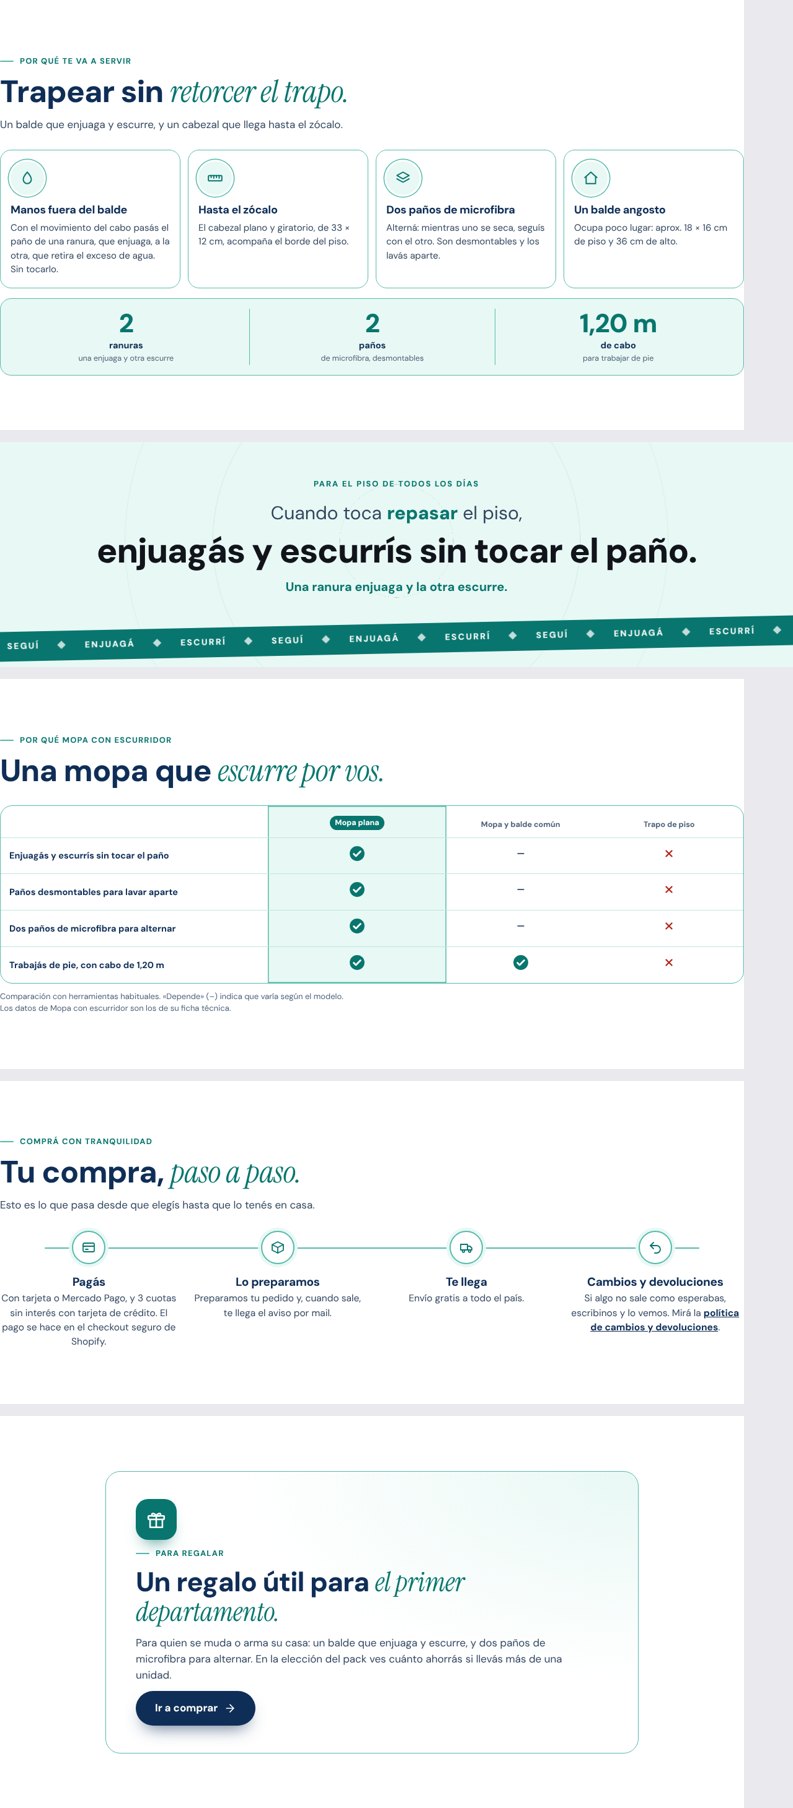 POR QUÉ TE VA A SERVIR
Trapear sin retorcer el trapo.
Un balde que enjuaga y escurre, y un cabezal que llega hasta el zócalo.
Manos fuera del balde
Con el movimiento del cabo pasás el
paño de una ranura, que enjuaga, a la
otra, que retira el exceso de agua.
Sin tocarlo.
Hasta el zócalo
El cabezal plano y giratorio, de 33 ×
12 cm, acompaña el borde del piso.
Dos paños de microfibra
Alterná: mientras uno se seca, seguís
con el otro. Son desmontables y los
lavás aparte.
Un balde angosto
Ocupa poco lugar: aprox. 18 × 16 cm
de piso y 36 cm de alto.
2
ranuras
una enjuaga y otra escurre
2
paños
de microfibra, desmontables
1,20 m
de cabo
para trabajar de pie
PARA EL PISO DE TODOS LOS DÍAS
Cuando toca repasar el piso,
enjuagás y escurrís sin tocar el paño.
Una ranura enjuaga y la otra escurre.
SEGUÍ ◆ ENJUAGÁ ◆ ESCURRÍ ◆ SEGUÍ ◆ ENJUAGÁ ◆ ESCURRÍ ◆ SEGUÍ ◆ ENJUAGÁ ◆ ESCURRÍ ◆
POR QUÉ MOPA CON ESCURRIDOR
Una mopa que escurre por vos.
Mopa plana
Mopa y balde común
Trapo de piso
Enjuagás y escurrís sin tocar el paño
–
Paños desmontables para lavar aparte
–
Dos paños de microfibra para alternar
–
Trabajás de pie, con cabo de 1,20 m
Comparación con herramientas habituales. «Depende» (–) indica que varía según el modelo.
Los datos de Mopa con escurridor son los de su ficha técnica.
COMPRÁ CON TRANQUILIDAD
Tu compra, paso a paso.
Esto es lo que pasa desde que elegís hasta que lo tenés en casa.
Pagás
Con tarjeta o Mercado Pago, y 3 cuotas
sin interés con tarjeta de crédito. El
pago se hace en el checkout seguro de
Shopify.
Lo preparamos
Preparamos tu pedido y, cuando sale,
te llega el aviso por mail.
Te llega
Envío gratis a todo el país.
Cambios y devoluciones
Si algo no sale como esperabas,
escribinos y lo vemos. Mirá la política
de cambios y devoluciones.
PARA REGALAR
Un regalo útil para el primer
departamento.
Para quien se muda o arma su casa: un balde que enjuaga y escurre, y dos paños de
microfibra para alternar. En la elección del pack ves cuánto ahorrás si llevás más de una
unidad.
Ir a comprar →